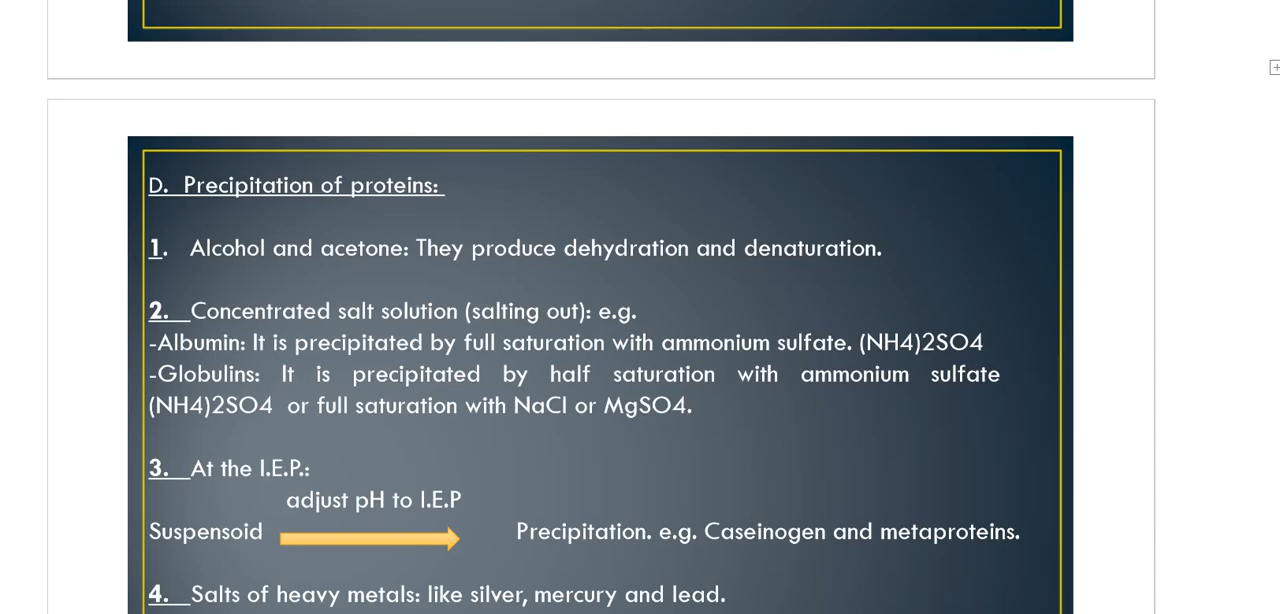 D. Precipitation of proteins:
1. Alcohol and acetone: They produce dehydration and denaturation.
2. Concentrated salt solution (salting out): e.g.
-Albumin: It is precipitated by full saturation with ammonium sulfate. (NH4)2SO4
-Globulins: It is precipitated by half saturation with ammonium sulfate
(NH4)2SO4 or full saturation with NaCl or MgSO4.
3. At the I.E.P.:
adjust pH to I.E.P
Suspensoid Precipitation. e.g. Caseinogen and metaproteins.
4. Salts of heavy metals: like silver, mercury and lead.